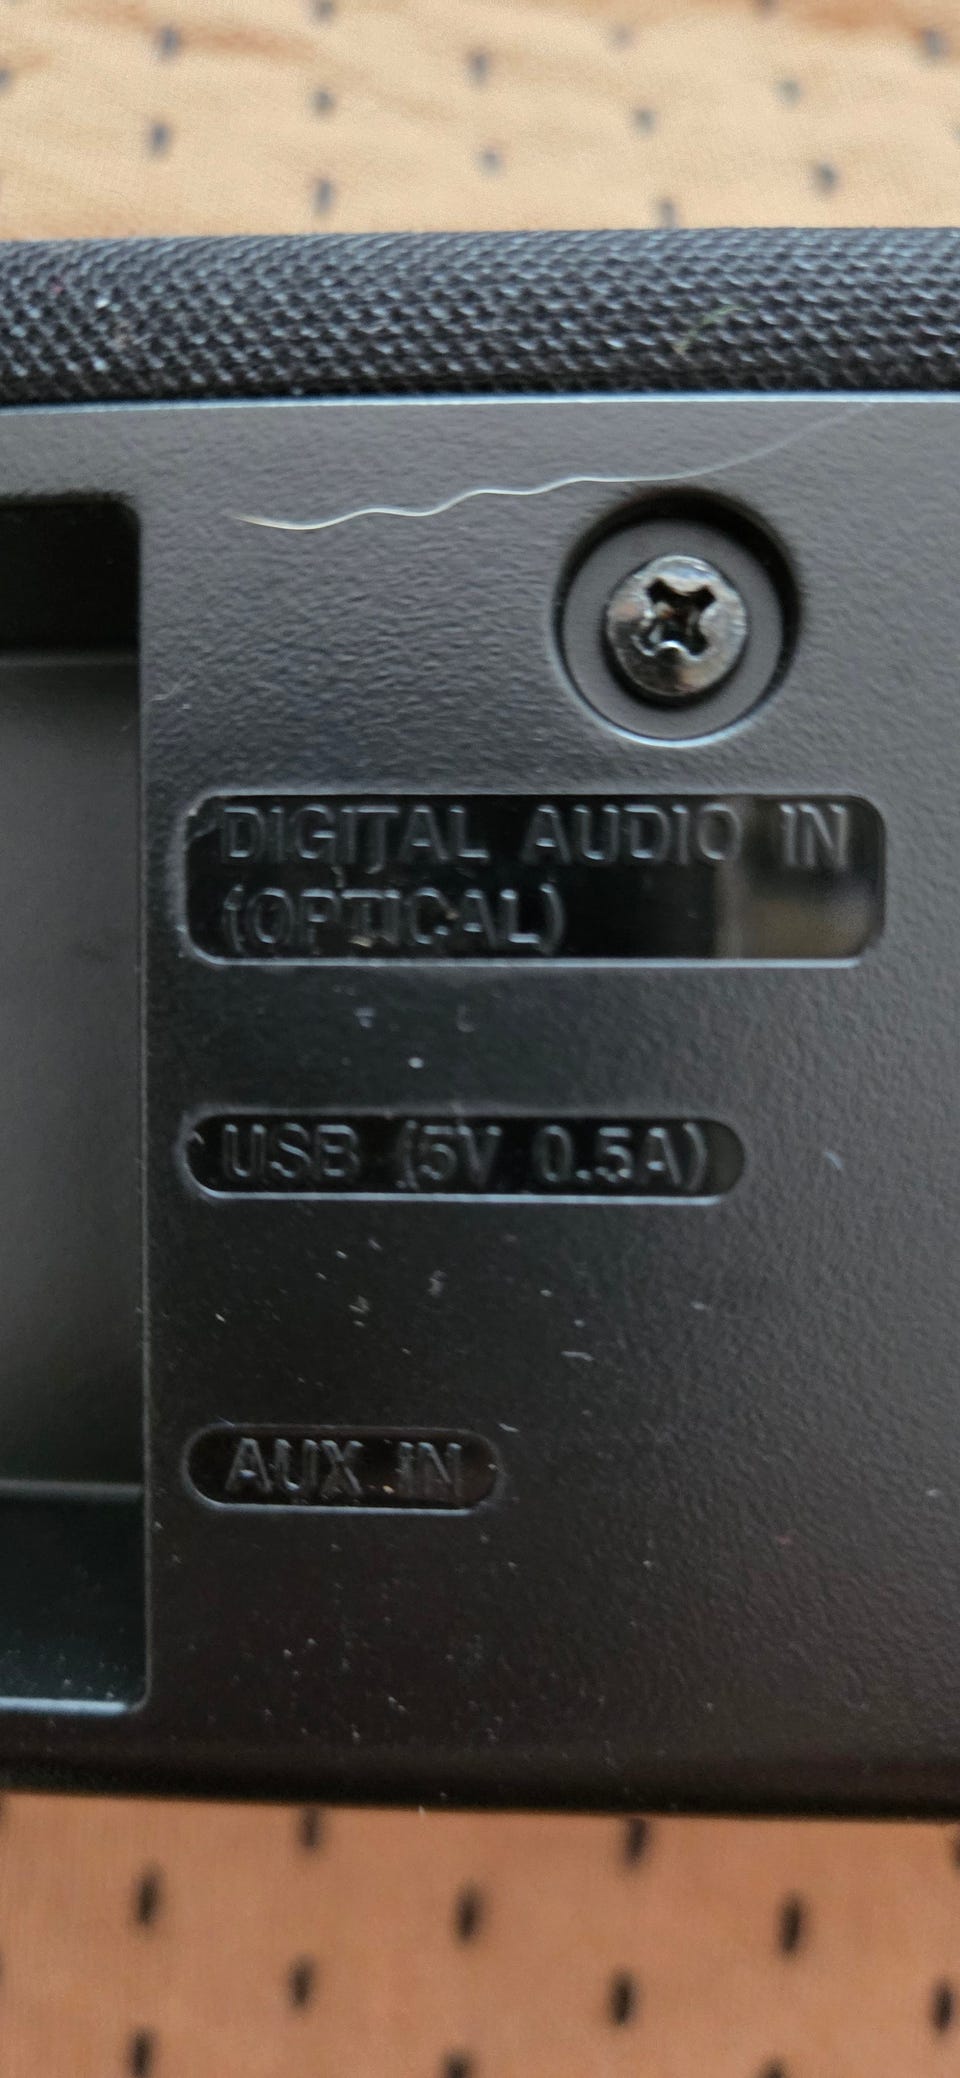 DIGITAL AUDIO IN
(OPTICAL)
USB (5V 0.5A)
AUX IN